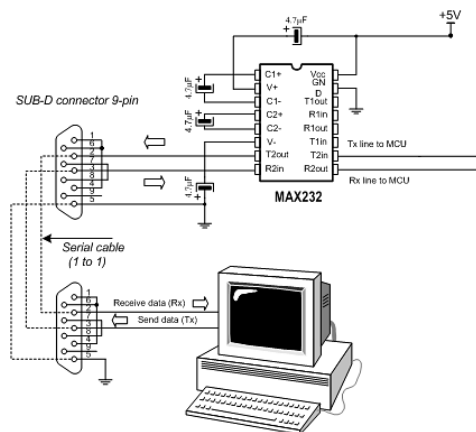 4.7µF
+5V
4.7µF
C1+
V+
C1-
C2+
C2-
V-
T2out
R2in
Vcc
GN
D
T1out
R1in
R1out
T1in
T2in
R2out
4.7µF
4.7µF
MAX232
Tx line to MCU
Rx line to MCU
SUB-D connector 9-pin
1
6
2
7
3
8
4
9
5
Serial cable
(1 to 1)
1
6
2
7
3
8
4
9
5
Receive data (Rx)
Send data (Tx)